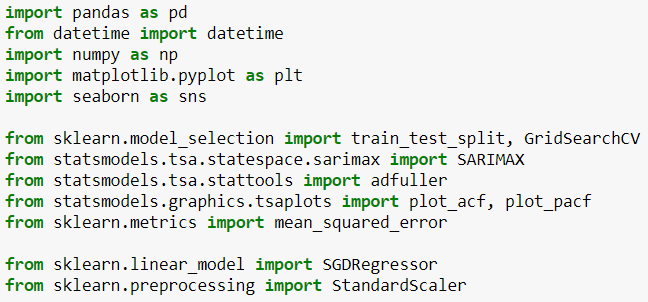 import pandas as pd
from datetime import datetime
import numpy as np
import matplotlib.pyplot as plt
import seaborn as sns
from sklearn.model_selection import train_test_split, GridSearchCV
from statsmodels.tsa.statespace.sarimax import SARIMAX
from statsmodels.tsa.stattools import adfuller
from statsmodels.graphics.tsaplots import plot_acf, plot_pacf
from sklearn.metrics import mean_squared_error
from sklearn.linear_model import SGDRegressor
from sklearn.preprocessing import StandardScaler